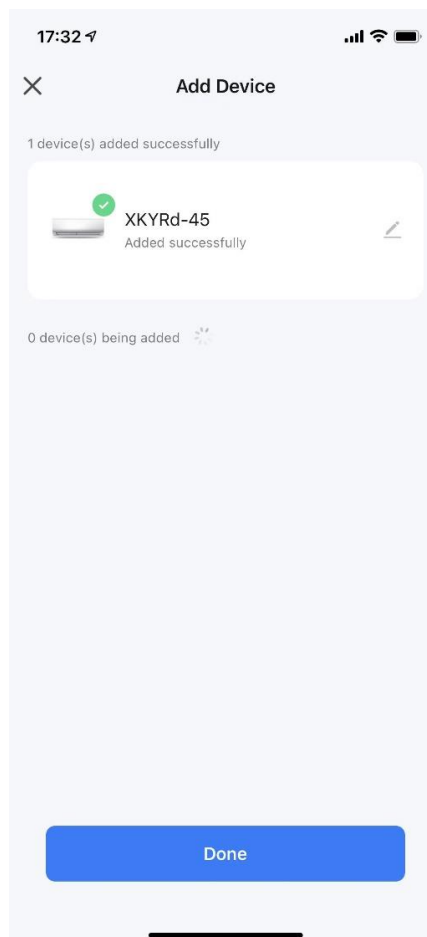 17:32
Add Device
1 device(s) added successfully
XKYRd-45
Added successfully
0 device(s) being added
Done